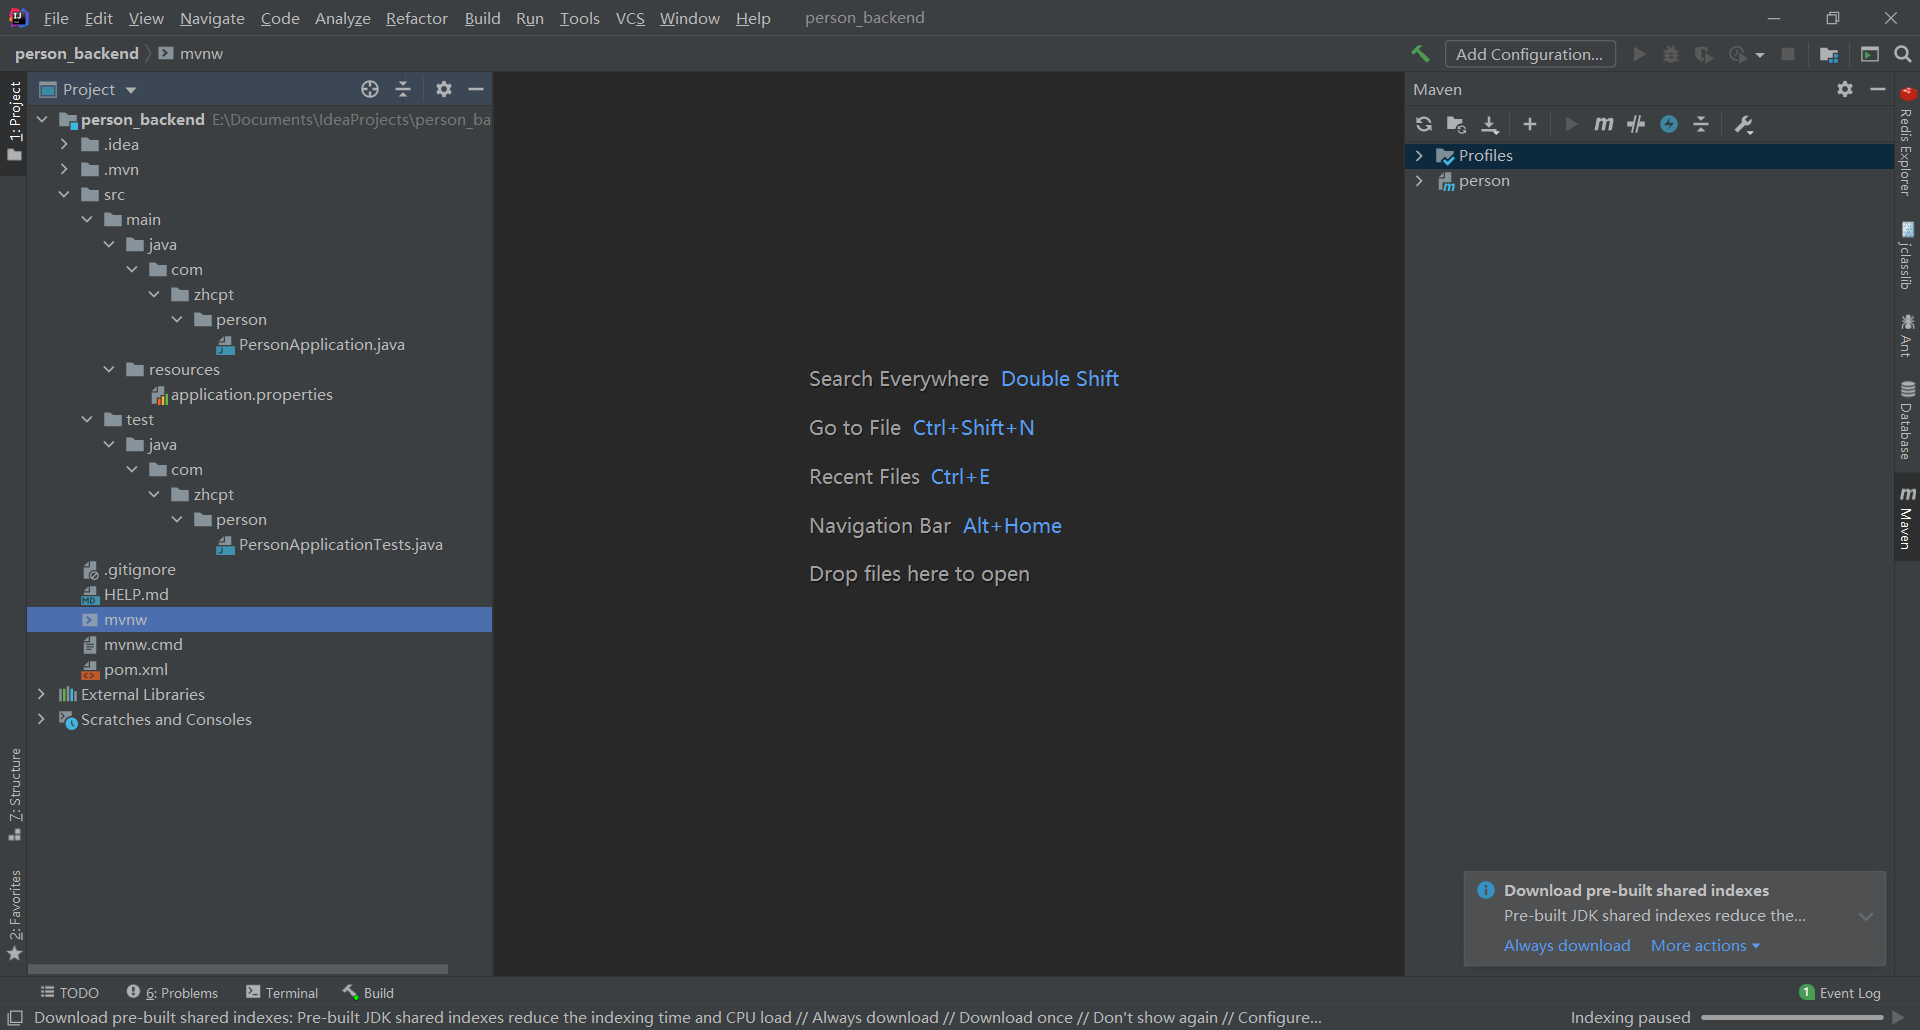 File Edit View Navigate Code Analyze Refactor Build Run Tools VCS Window Help person_backend
person_backend mvnw
Add Configuration...
1: Project
Project
person_backend E:\Documents\IdeaProjects\person_ba
.idea
.mvn
src
main
java
com
zhcpt
person
PersonApplication.java
resources
application.properties
test
java
com
zhcpt
person
PersonApplicationTests.java
.gitignore
HELP.md
mvnw
mvnw.cmd
pom.xml
External Libraries
Scratches and Consoles
7: Structure
2: Favorites
Search Everywhere Double Shift
Go to File Ctrl+Shift+N
Recent Files Ctrl+E
Navigation Bar Alt+Home
Drop files here to open
Maven
Profiles
person
Redis Explorer
jclasslib
Ant
Database
Maven
Download pre-built shared indexes
Pre-built JDK shared indexes reduce the...
Always download More actions
TODO 6: Problems Terminal Build
1 Event Log
Download pre-built shared indexes: Pre-built JDK shared indexes reduce the indexing time and CPU load // Always download // Download once // Don't show again // Configure...
Indexing paused